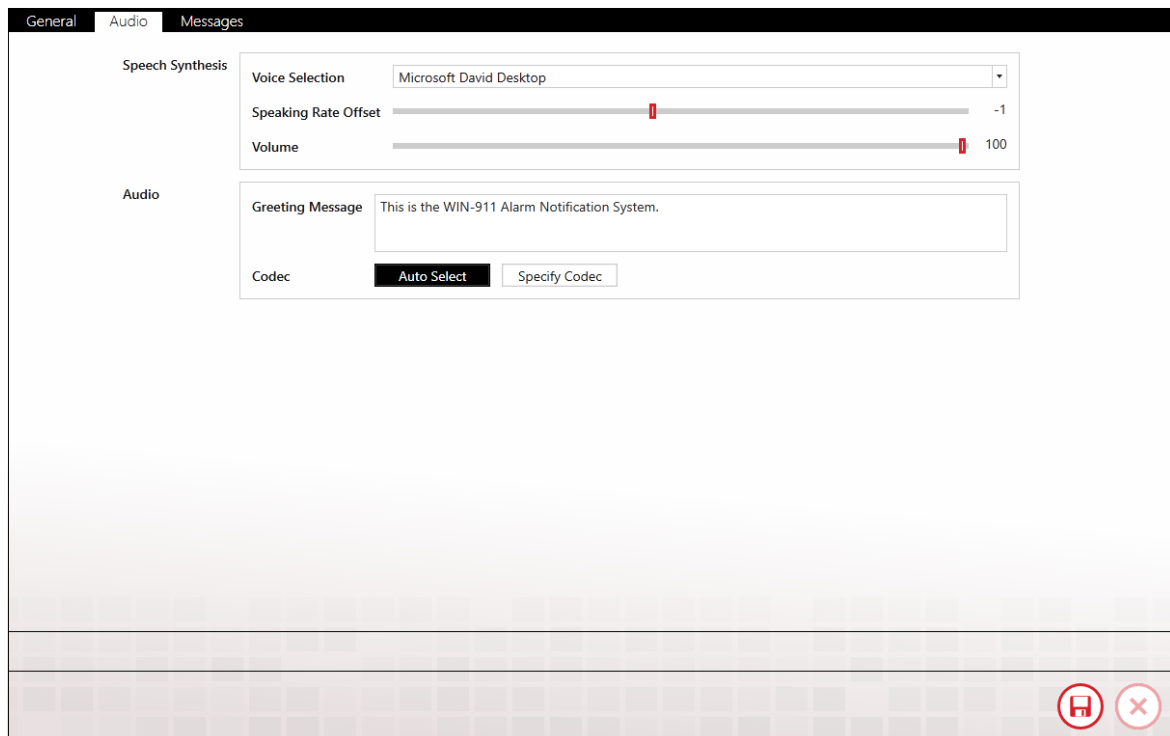 General Audio Messages
Speech Synthesis
Voice Selection Microsoft David Desktop
Speaking Rate Offset -1
Volume 100
Audio
Greeting Message This is the WIN-911 Alarm Notification System.
Codec Auto Select Specify Codec